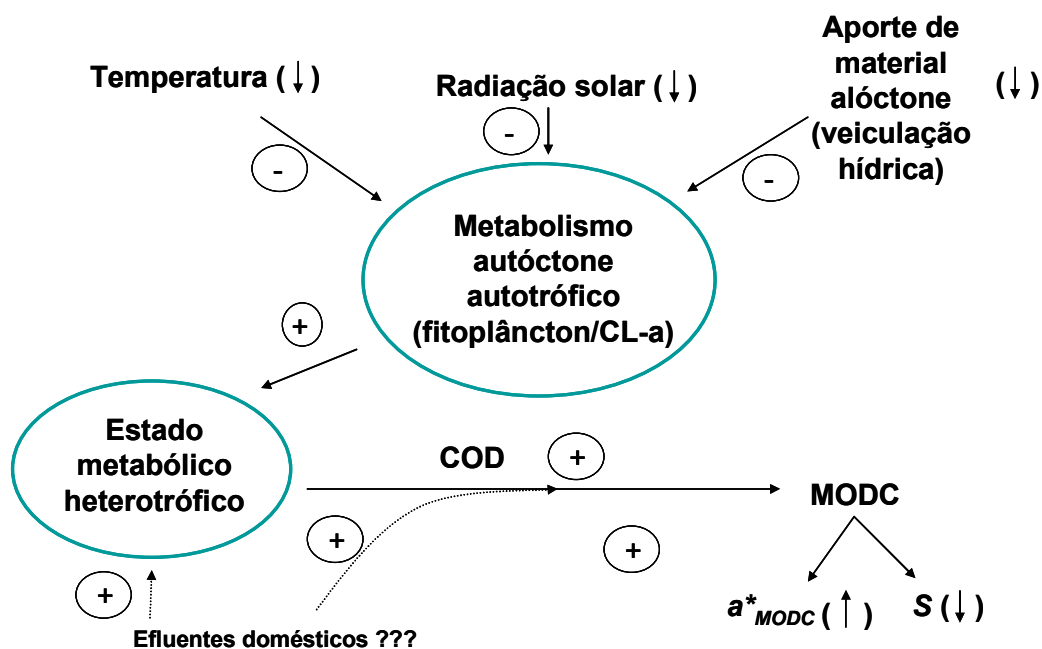 Temperatura (↓)
Radiação solar (↓)
Aporte de
material
alóctone (↓)
(veiculação
hídrica)
-
-
-
Metabolismo
autóctone
autotrófico
(fitoplâncton/CL-a)
+
Estado
metabólico
heterotrófico
COD
+
MODC
+
+
+
a*MODC (↑)
S (↓)
Efluentes domésticos ???